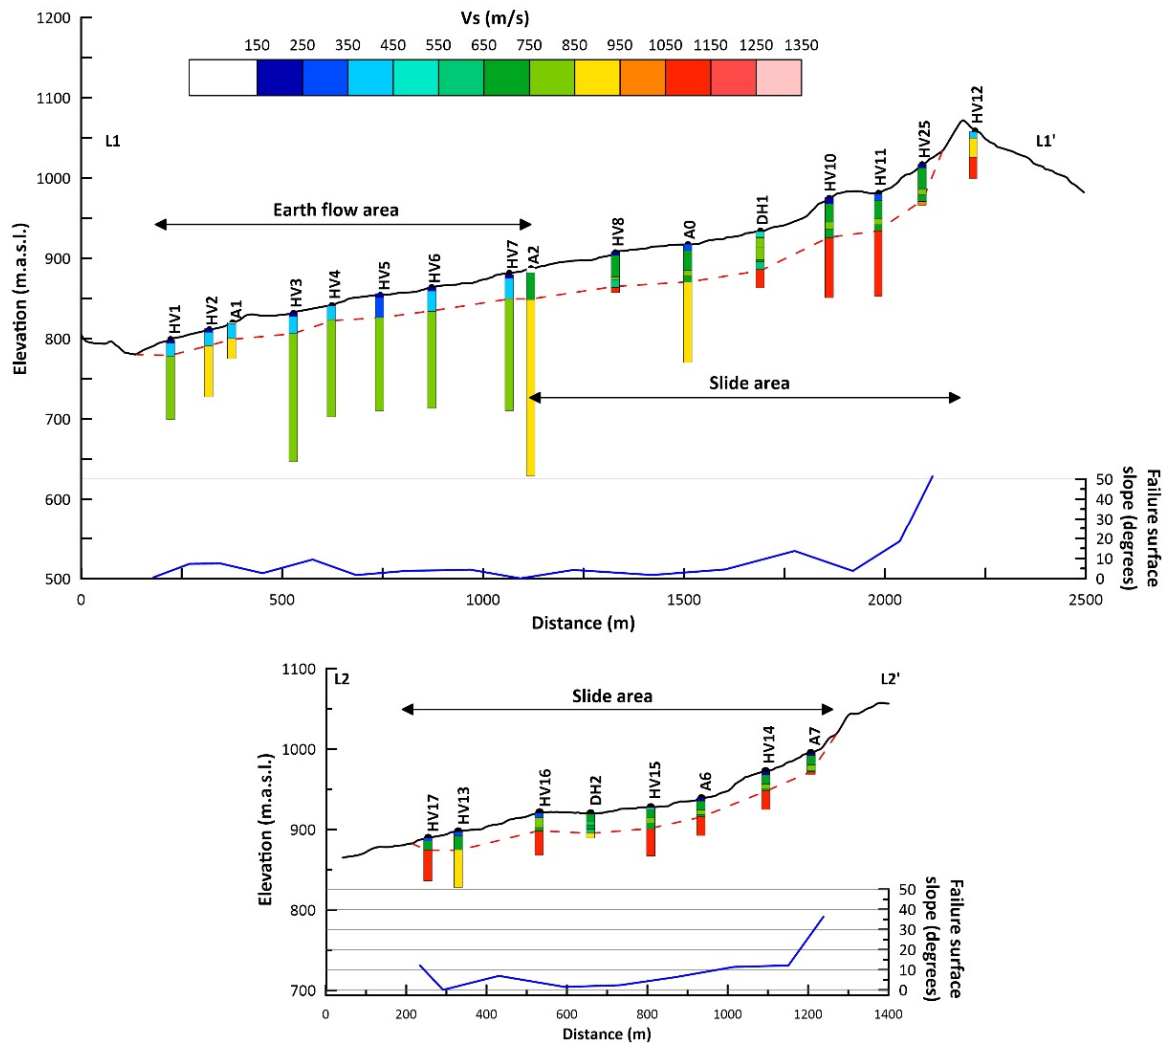 Vs (m/s)
150 250 350 450 550 650 750 850 950 1050 1150 1250 1350
L1
L1'
Earth flow area
Slide area
HV1
HV2
A1
HV3
HV4
HV5
HV6
HV7
A2
HV8
A0
DH1
HV10
HV11
HV25
HV12
Elevation (m.a.s.l.)
1200
1100
1000
900
800
700
600
500
Failure surface
slope (degrees)
50
40
30
20
10
0
0 500 1000 1500 2000 2500
Distance (m)
L2
L2'
Slide area
HV17
HV13
HV16
DH2
HV15
A6
HV14
A7
Elevation (m.a.s.l.)
1100
1000
900
800
700
Failure surface
slope (degrees)
50
40
30
20
10
0
0 200 400 600 800 1000 1200 1400
Distance (m)